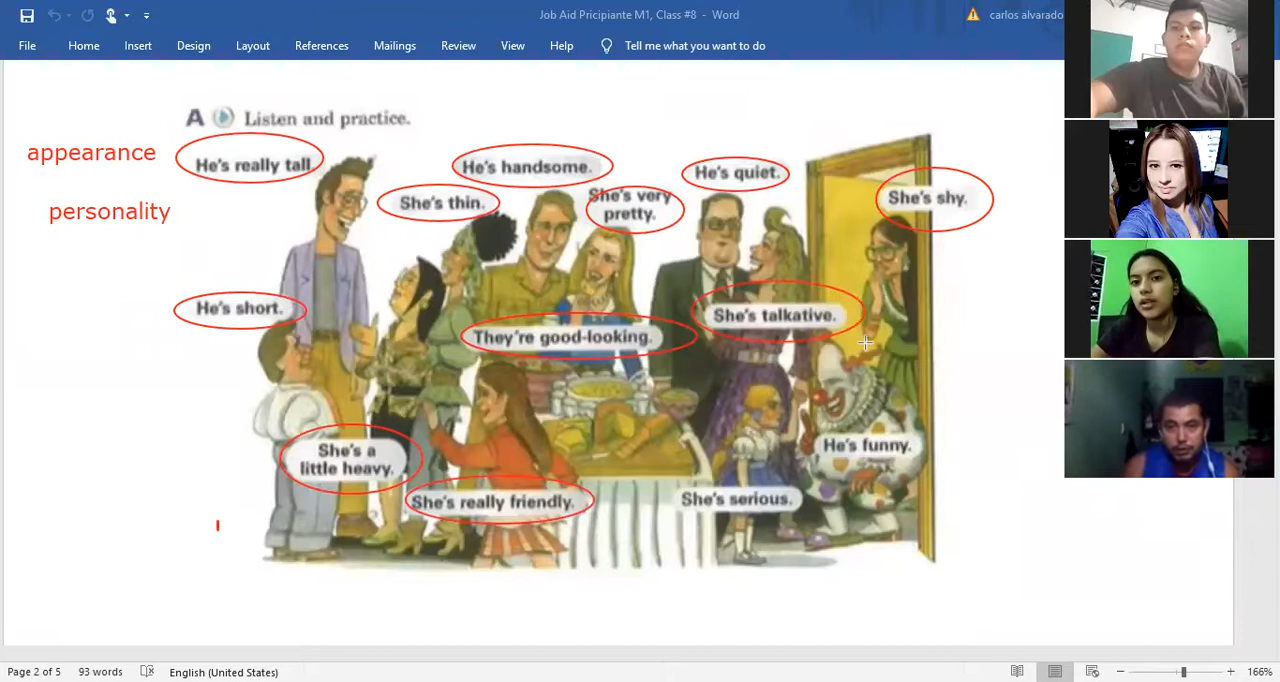 Job Aid Pricipiante M1, Class #8 - Word
carlos alvarado
File Home Insert Design Layout References Mailings Review View Help Tell me what you want to do
A Listen and practice.
appearance
personality
He's really tall
He's thin.
He's handsome.
She's very
pretty.
He's quiet.
She's shy.
He's short.
They're good-looking.
She's talkative.
She's a
little heavy.
She's really friendly.
She's serious.
He's funny.
Page 2 of 5 93 words English (United States) 166%